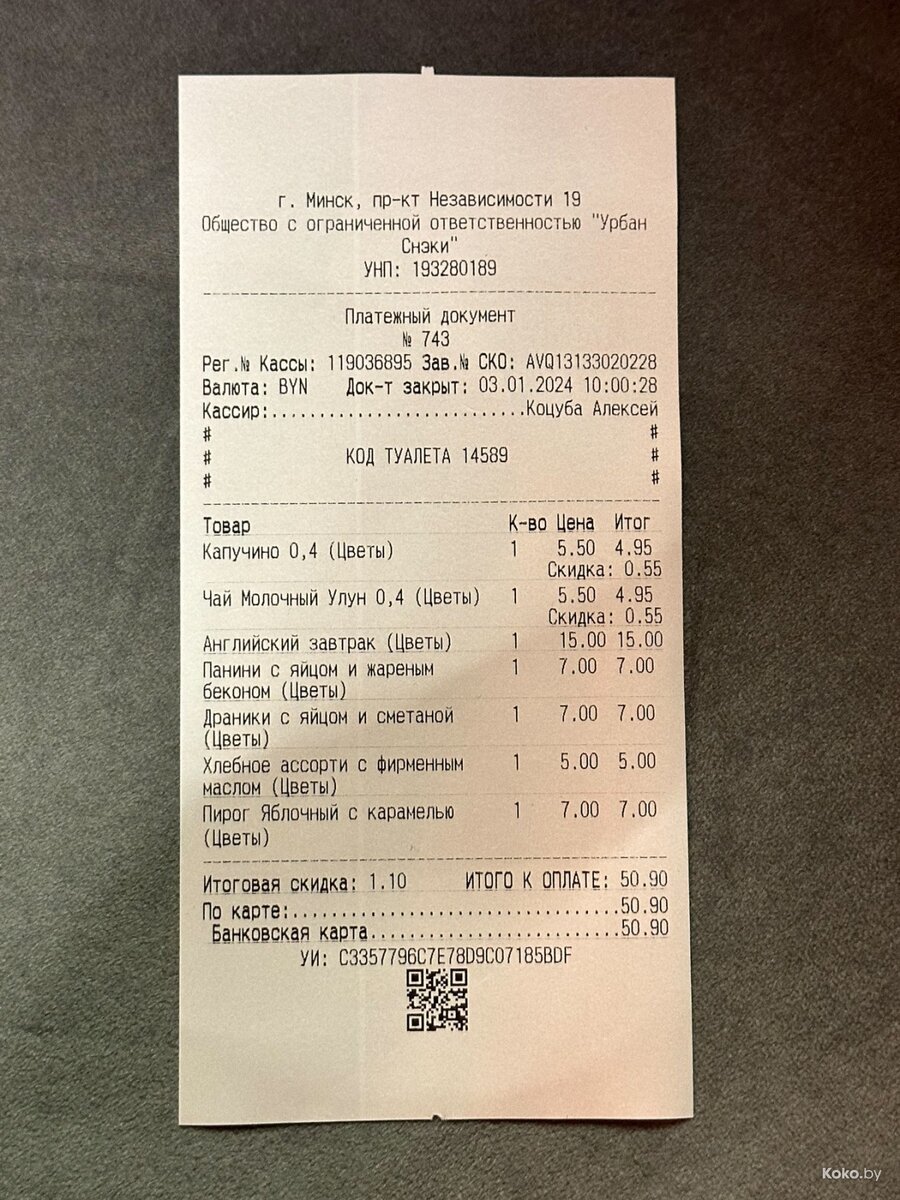 г. Минск, пр-кт Независимости 19
Общество с ограниченной ответственностью "Урбан
Снэки"
УНП: 193280189
Платежный документ
№ 743
Рег.№ Кассы: 119036895 Зав.№ СКО: AVQ13133020228
Валюта: BYN Док-т закрыт: 03.01.2024 10:00:28
Кассир:............................Коцуба Алексей
# #
# КОД ТУАЛЕТА 14589 #
# #
Товар К-во Цена Итог
Капучино 0,4 (Цветы) 1 5.50 4.95
Скидка: 0.55
Чай Молочный Улун 0,4 (Цветы) 1 5.50 4.95
Скидка: 0.55
Английский завтрак (Цветы) 1 15.00 15.00
Панини с яйцом и жареным 1 7.00 7.00
беконом (Цветы)
Драники с яйцом и сметаной 1 7.00 7.00
(Цветы)
Хлебное ассорти с фирменным 1 5.00 5.00
маслом (Цветы)
Пирог Яблочный с карамелью 1 7.00 7.00
(Цветы)
Итоговая скидка: 1.10 ИТОГО К ОПЛАТЕ: 50.90
По карте:...................................50.90
Банковская карта...........................50.90
УИ: C3357796C7E78D9C07185BDF
Koko.by